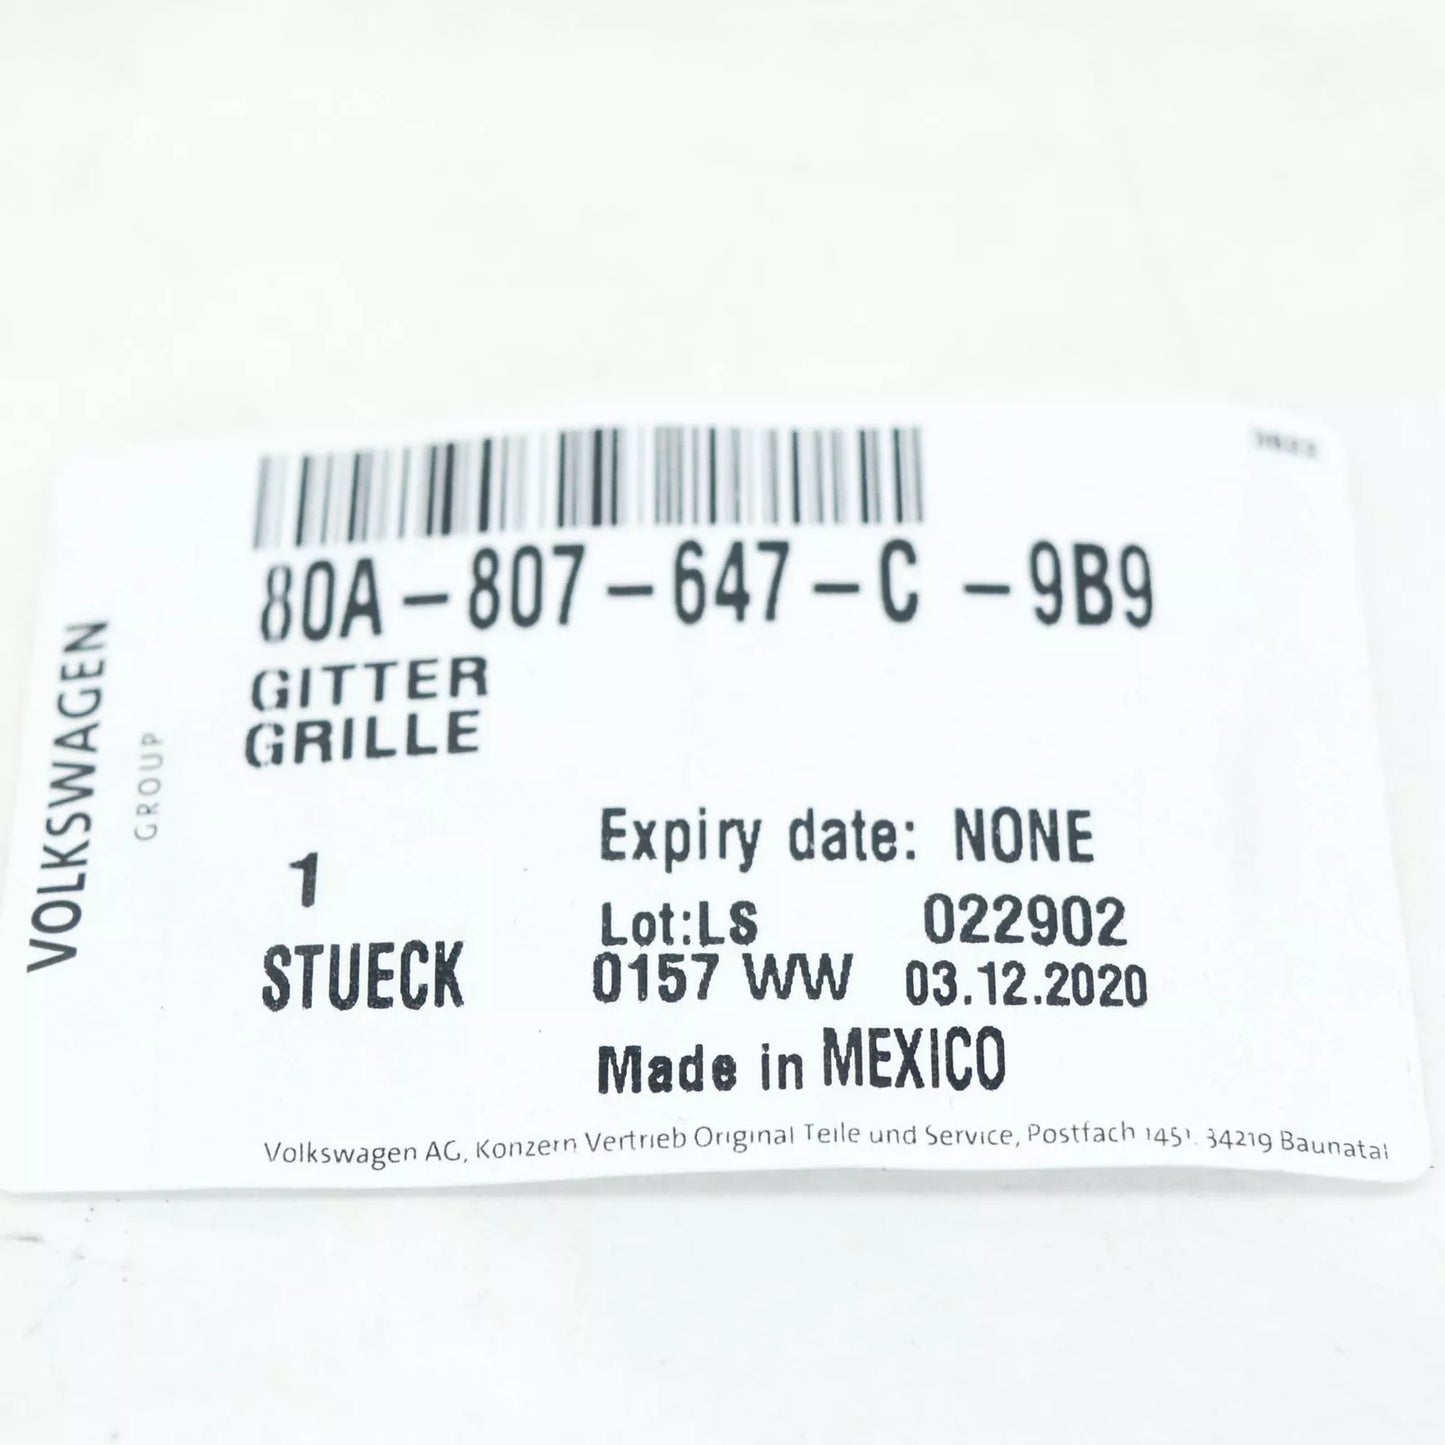 VOLKSWAGEN
GROUP
80A-807-647-C -9B9
GITTER
GRILLE
1
STUECK
Expiry date: NONE
Lot:LS 022902
0157 WW 03.12.2020
Made in MEXICO
Volkswagen AG, Konzern Vertrieb Original Teile und Service, Postfach 1451. 34219 Baunatal